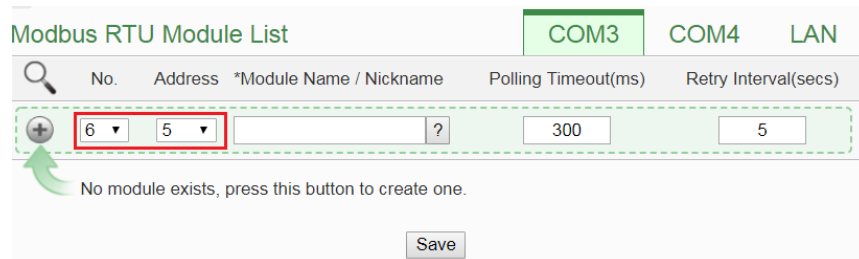 Modbus RTU Module List COM3 COM4 LAN
No. Address *Module Name / Nickname Polling Timeout(ms) Retry Interval(secs)
6 5 ? 300 5
No module exists, press this button to create one.
Save